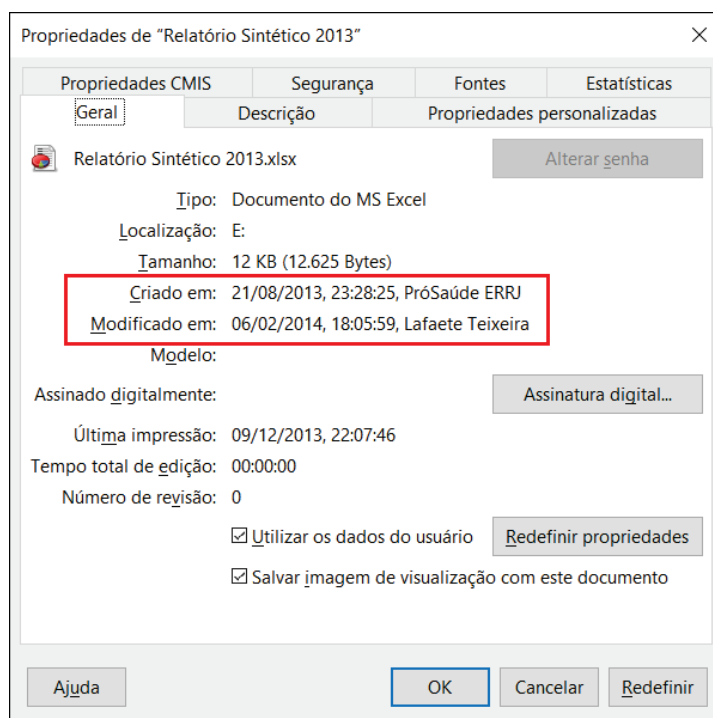 Propriedades de “Relatório Sintético 2013”
Propriedades CMIS Segurança Fontes Estatísticas
Geral Descrição Propriedades personalizadas
Relatório Sintético 2013.xlsx Alterar senha
Tipo: Documento do MS Excel
Localização: E:
Tamanho: 12 KB (12.625 Bytes)
Criado em: 21/08/2013, 23:28:25, PróSaúde ERRJ
Modificado em: 06/02/2014, 18:05:59, Lafaete Teixeira
Modelo:
Assinado digitalmente: Assinatura digital...
Última impressão: 09/12/2013, 22:07:46
Tempo total de edição: 00:00:00
Número de revisão: 0
Utilizar os dados do usuário Redefinir propriedades
Salvar imagem de visualização com este documento
Ajuda OK Cancelar Redefinir